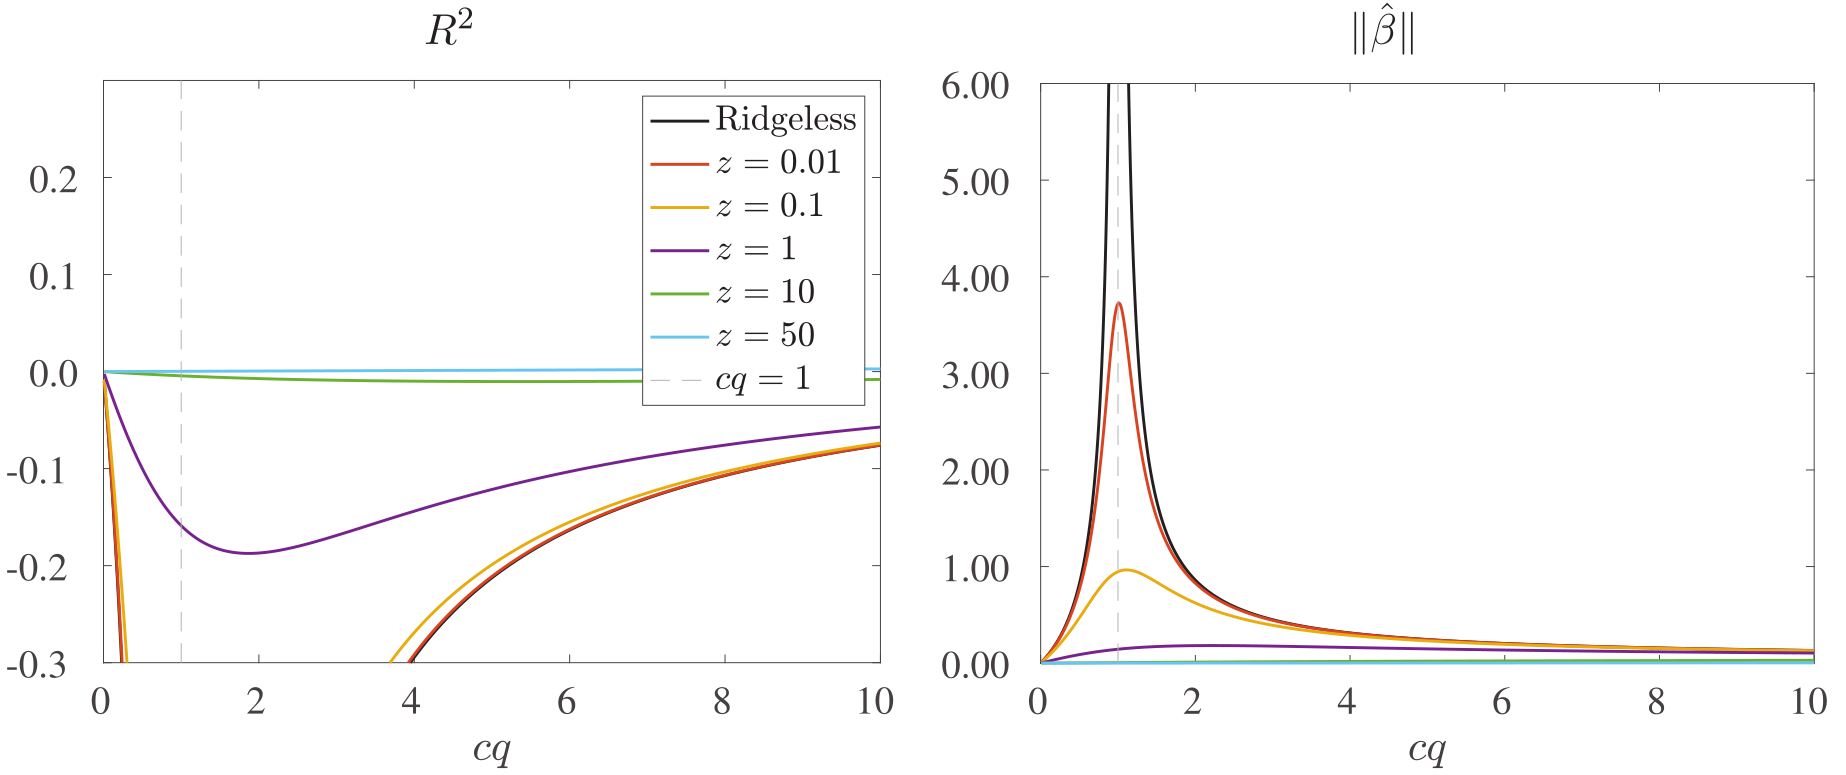 R²
0.2
0.1
0.0
-0.1
-0.2
-0.3
0 2 4 6 8 10
cq
Ridgeless
z = 0.01
z = 0.1
z = 1
z = 10
z = 50
cq = 1
‖β̂‖
6.00
5.00
4.00
3.00
2.00
1.00
0.00
0 2 4 6 8 10
cq